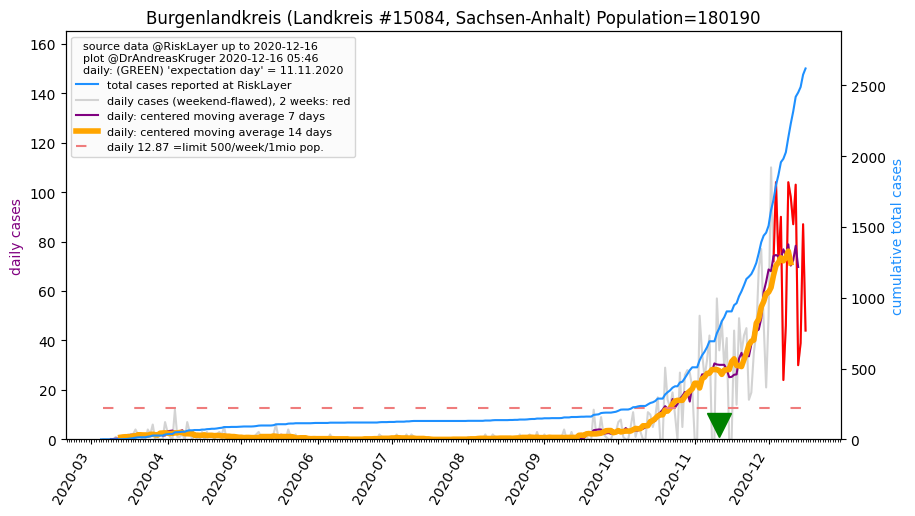 Burgenlandkreis (Landkreis #15084, Sachsen-Anhalt) Population=180190
source data @RiskLayer up to 2020-12-16
plot @DrAndreasKruger 2020-12-16 05:46
daily: (GREEN) 'expectation day' = 11.11.2020
total cases reported at RiskLayer
daily cases (weekend-flawed), 2 weeks: red
daily: centered moving average 7 days
daily: centered moving average 14 days
daily 12.87 =limit 500/week/1mio pop.
daily cases
160
140
120
100
80
60
40
20
0
cumulative total cases
2500
2000
1500
1000
500
0
2020-03
2020-04
2020-05
2020-06
2020-07
2020-08
2020-09
2020-10
2020-11
2020-12